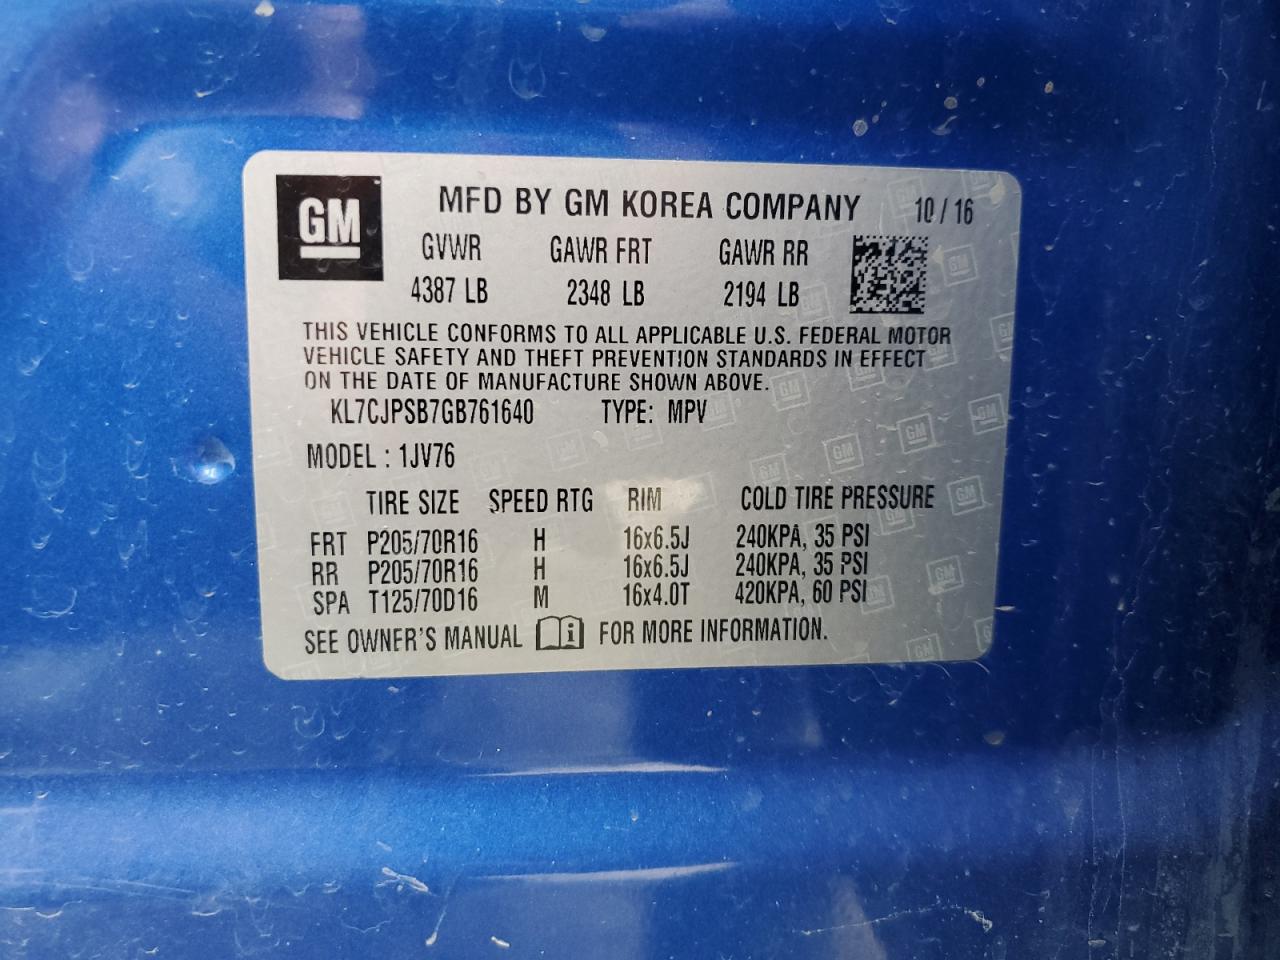 GM MFD BY GM KOREA COMPANY 10 / 16
GVWR GAWR FRT GAWR RR
4387 LB 2348 LB 2194 LB
THIS VEHICLE CONFORMS TO ALL APPLICABLE U.S. FEDERAL MOTOR
VEHICLE SAFETY AND THEFT PREVENTION STANDARDS IN EFFECT
ON THE DATE OF MANUFACTURE SHOWN ABOVE.
KL7CJPSB7GB761640 TYPE: MPV
MODEL : 1JV76
TIRE SIZE SPEED RTG RIM COLD TIRE PRESSURE
FRT P205/70R16 H 16x6.5J 240KPA, 35 PSI
RR P205/70R16 H 16x6.5J 240KPA, 35 PSI
SPA T125/70D16 M 16x4.0T 420KPA, 60 PSI
SEE OWNER'S MANUAL FOR MORE INFORMATION.